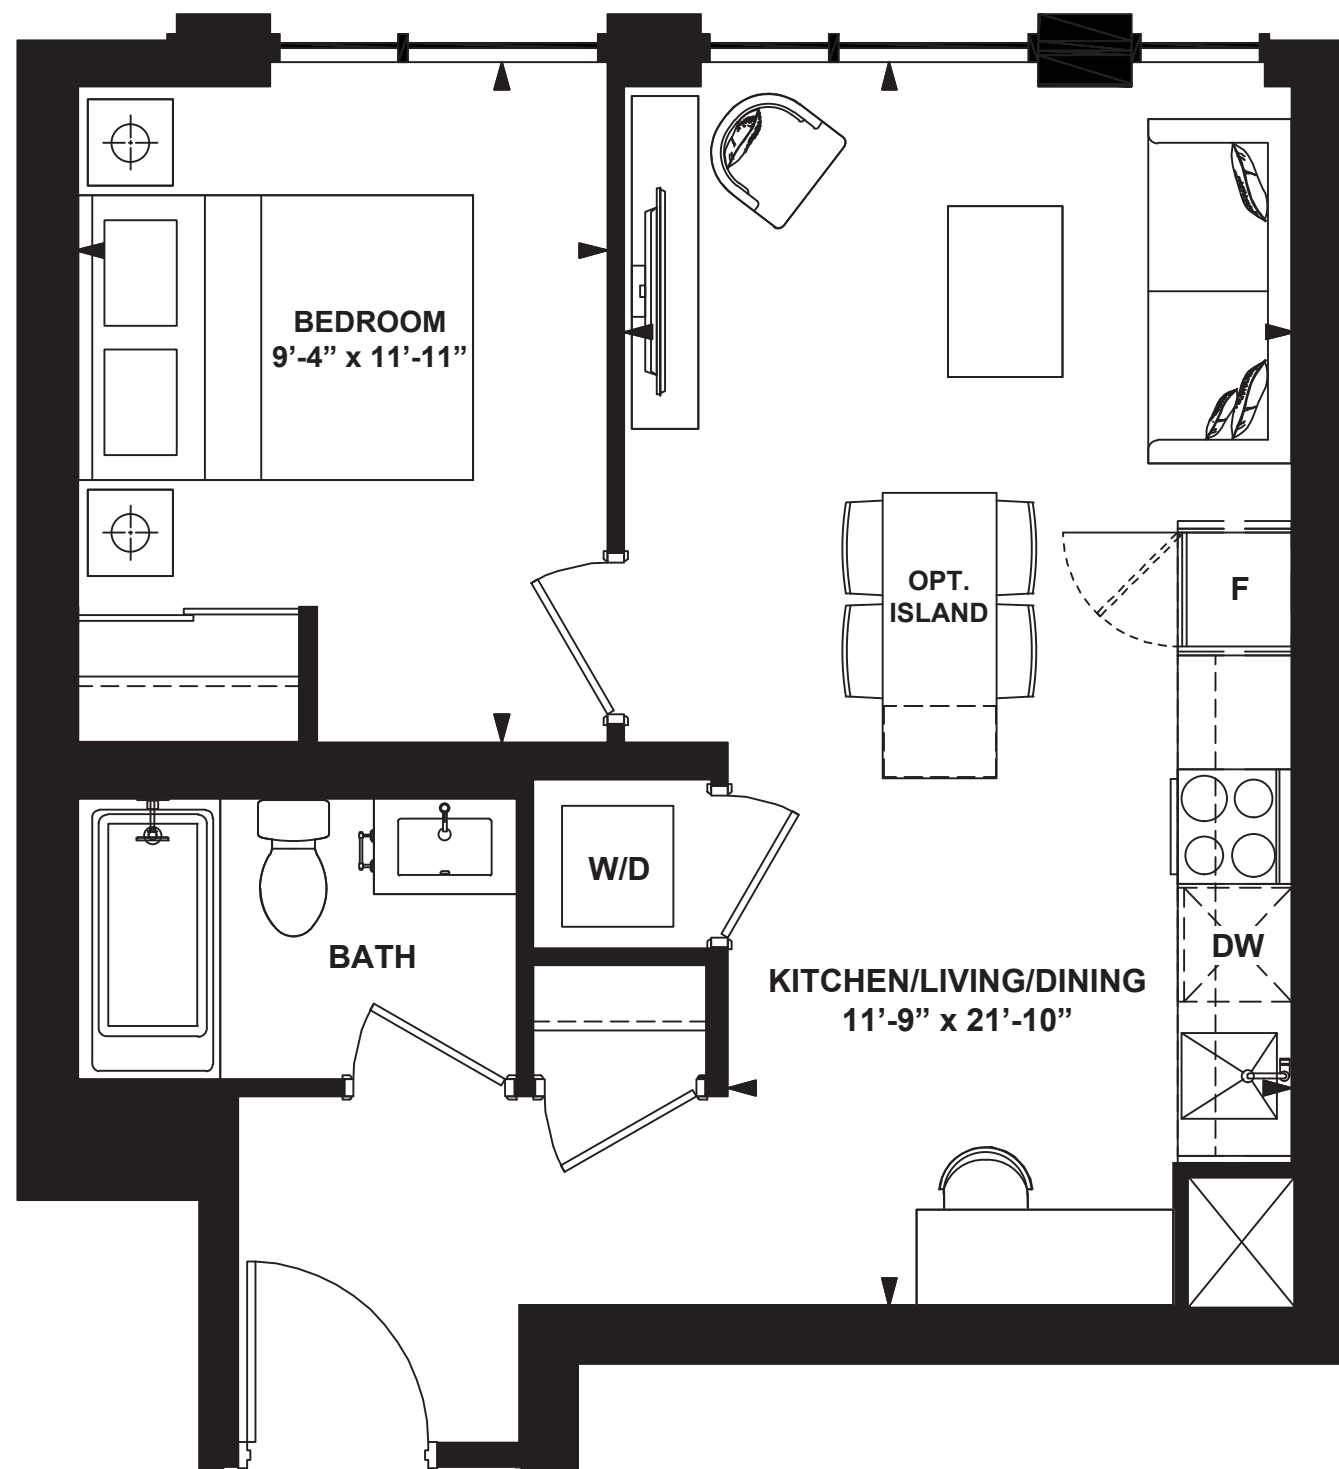 BEDROOM
9’-4” x 11’-11”
OPT.
ISLAND
F
W/D
DW
BATH
KITCHEN/LIVING/DINING
11’-9” x 21’-10”